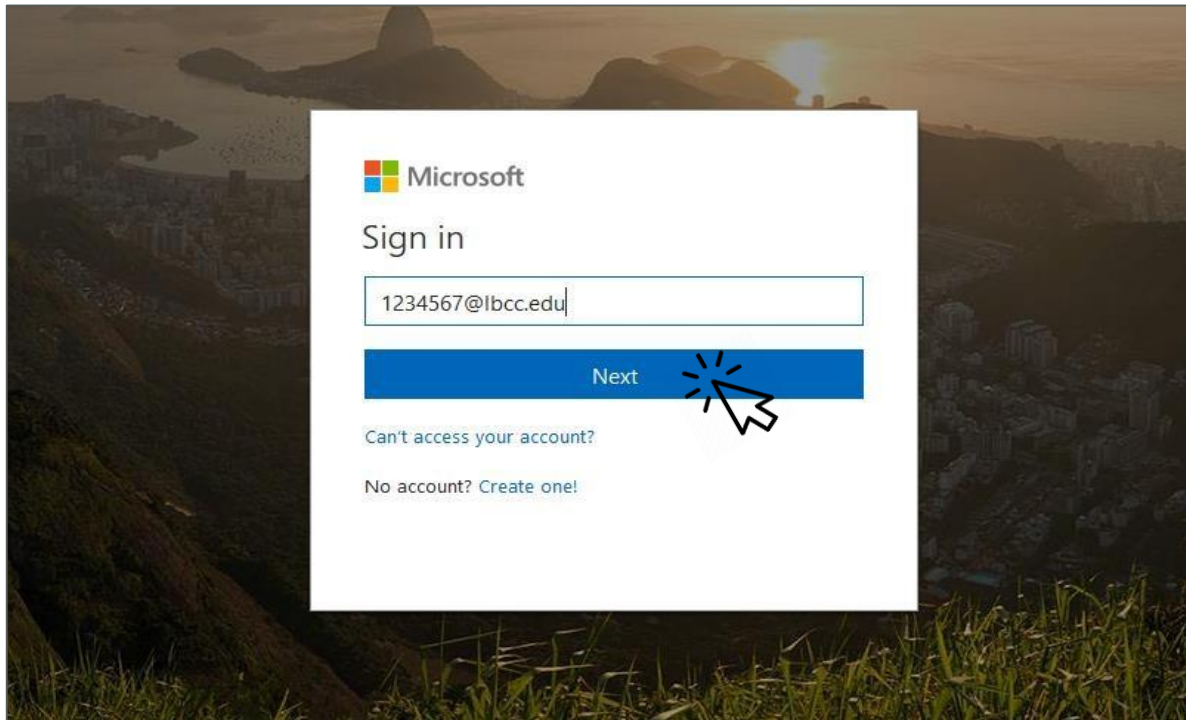 Microsoft
Sign in
1234567@lbcc.edu
Next
Can't access your account?
No account? Create one!